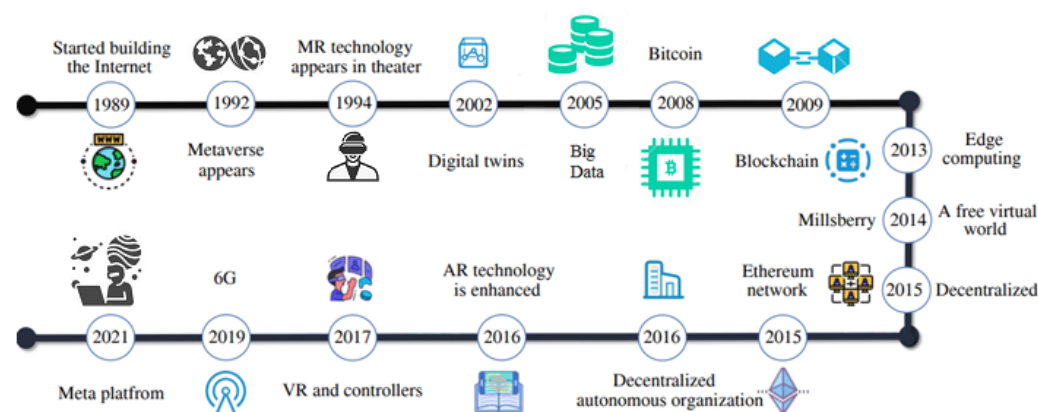 Started building
the Internet
MR technology
appears in theater
Bitcoin
1989
1992
1994
2002
2005
2008
2009
WWW
Metaverse
appears
Digital twins
Big
Data
Blockchain
2013
Edge
computing
Millsberry
2014
A free virtual
world
6G
AR technology
is enhanced
Ethereum
network
2015
Decentralized
2021
2019
2017
2016
2016
2015
Meta platfrom
VR and controllers
Decentralized
autonomous organization